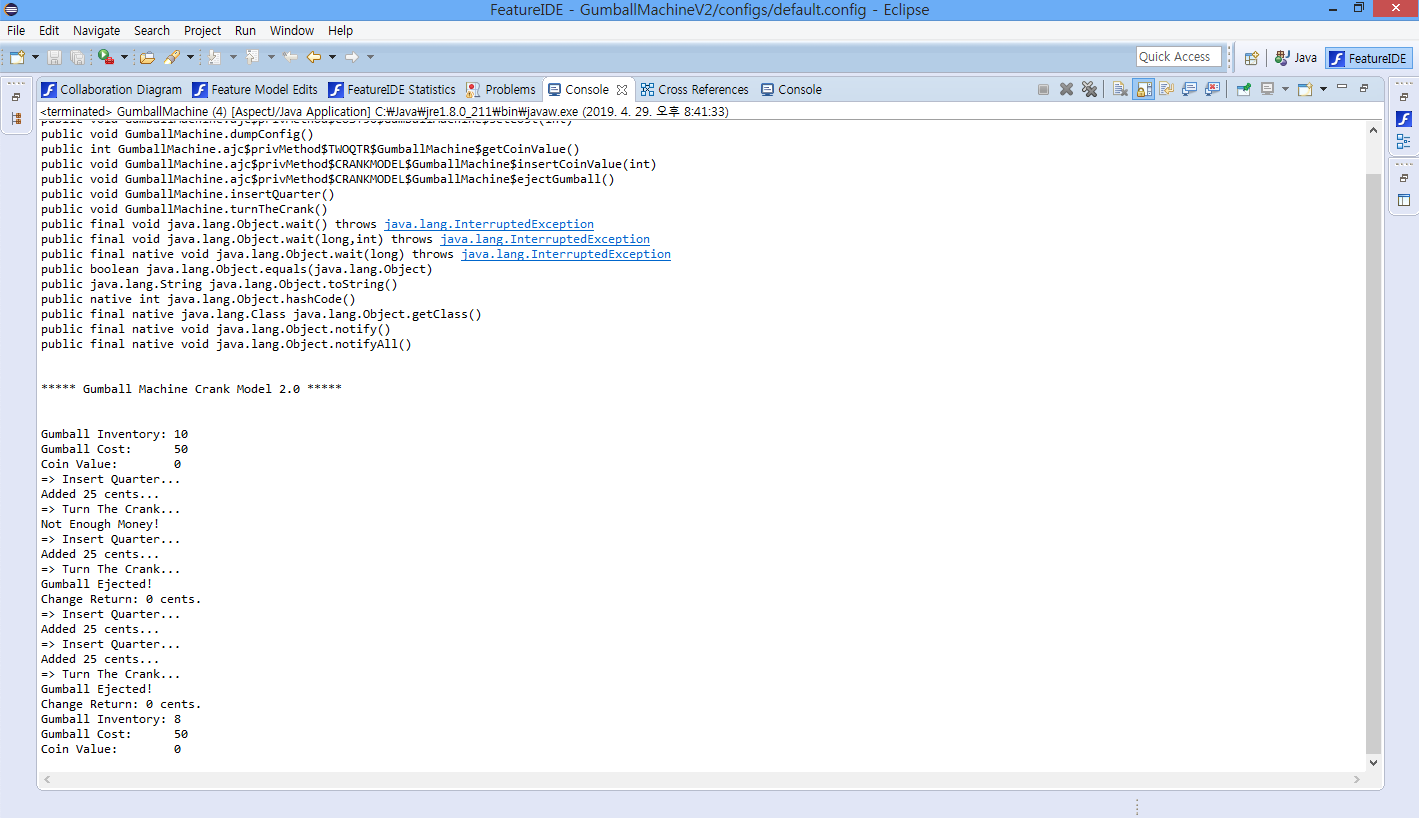 FeatureIDE - GumballMachineV2/configs/default.config - Eclipse
File Edit Navigate Search Project Run Window Help
Quick Access
Java
FeatureIDE
Collaboration Diagram Feature Model Edits FeatureIDE Statistics Problems Console Cross References Console
<terminated> GumballMachine (4) [AspectJ/Java Application] C:₩Java₩jre1.8.0_211₩bin₩javaw.exe (2019. 4. 29. 오후 8:41:33)
public void GumballMachine.dumpConfig()
public int GumballMachine.ajc$privMethod$TWOQTR$GumballMachine$getCoinValue()
public void GumballMachine.ajc$privMethod$CRANKMODEL$GumballMachine$insertCoinValue(int)
public void GumballMachine.ajc$privMethod$CRANKMODEL$GumballMachine$ejectGumball()
public void GumballMachine.insertQuarter()
public void GumballMachine.turnTheCrank()
public final void java.lang.Object.wait() throws java.lang.InterruptedException
public final void java.lang.Object.wait(long,int) throws java.lang.InterruptedException
public final native void java.lang.Object.wait(long) throws java.lang.InterruptedException
public boolean java.lang.Object.equals(java.lang.Object)
public java.lang.String java.lang.Object.toString()
public native int java.lang.Object.hashCode()
public final native java.lang.Class java.lang.Object.getClass()
public final native void java.lang.Object.notify()
public final native void java.lang.Object.notifyAll()
***** Gumball Machine Crank Model 2.0 *****
Gumball Inventory: 10
Gumball Cost: 50
Coin Value: 0
=> Insert Quarter...
Added 25 cents...
=> Turn The Crank...
Not Enough Money!
=> Insert Quarter...
Added 25 cents...
=> Turn The Crank...
Gumball Ejected!
Change Return: 0 cents.
=> Insert Quarter...
Added 25 cents...
=> Insert Quarter...
Added 25 cents...
=> Turn The Crank...
Gumball Ejected!
Change Return: 0 cents.
Gumball Inventory: 8
Gumball Cost: 50
Coin Value: 0